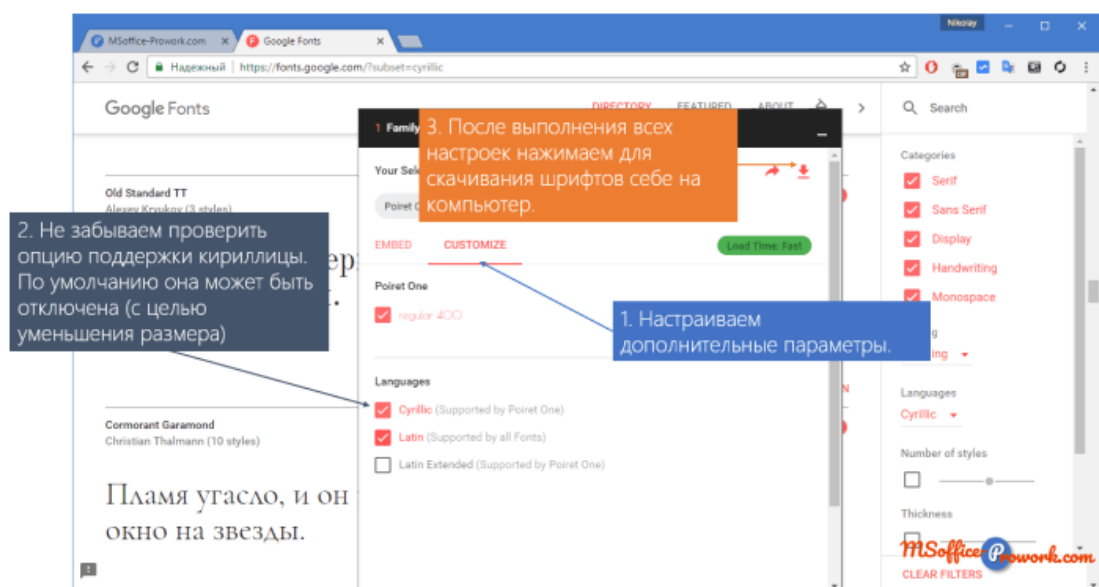 Nikolay
MSoffice-Prowork.com
Google Fonts
Надежный
https://fonts.google.com/?subset=cyrillic
Google Fonts
DIRECTORY FEATURED ABOUT
Search
1 Family
3. После выполнения всех
настроек нажимаем для
скачивания шрифтов себе на
компьютер.
Your
Poiret
EMBED CUSTOMIZE
Load Time: Fast
Poiret One
regular 400
1. Настраиваем
дополнительные параметры.
Languages
Cyrillic (Supported by Poiret One)
Latin (Supported by all Fonts)
Latin Extended (Supported by Poiret One)
Old Standard TT
Alexey Kryukov (3 styles)
2. Не забываем проверить
опцию поддержки кириллицы.
По умолчанию она может быть
отключена (с целью
уменьшения размера)
Cormorant Garamond
Christian Thalmann (10 styles)
Пламя угасло, и он
окно на звезды.
Categories
Serif
Sans Serif
Display
Handwriting
Monospace
Languages
Cyrillic
Number of styles
Thickness
MSoffice-Prowork.com
CLEAR FILTERS